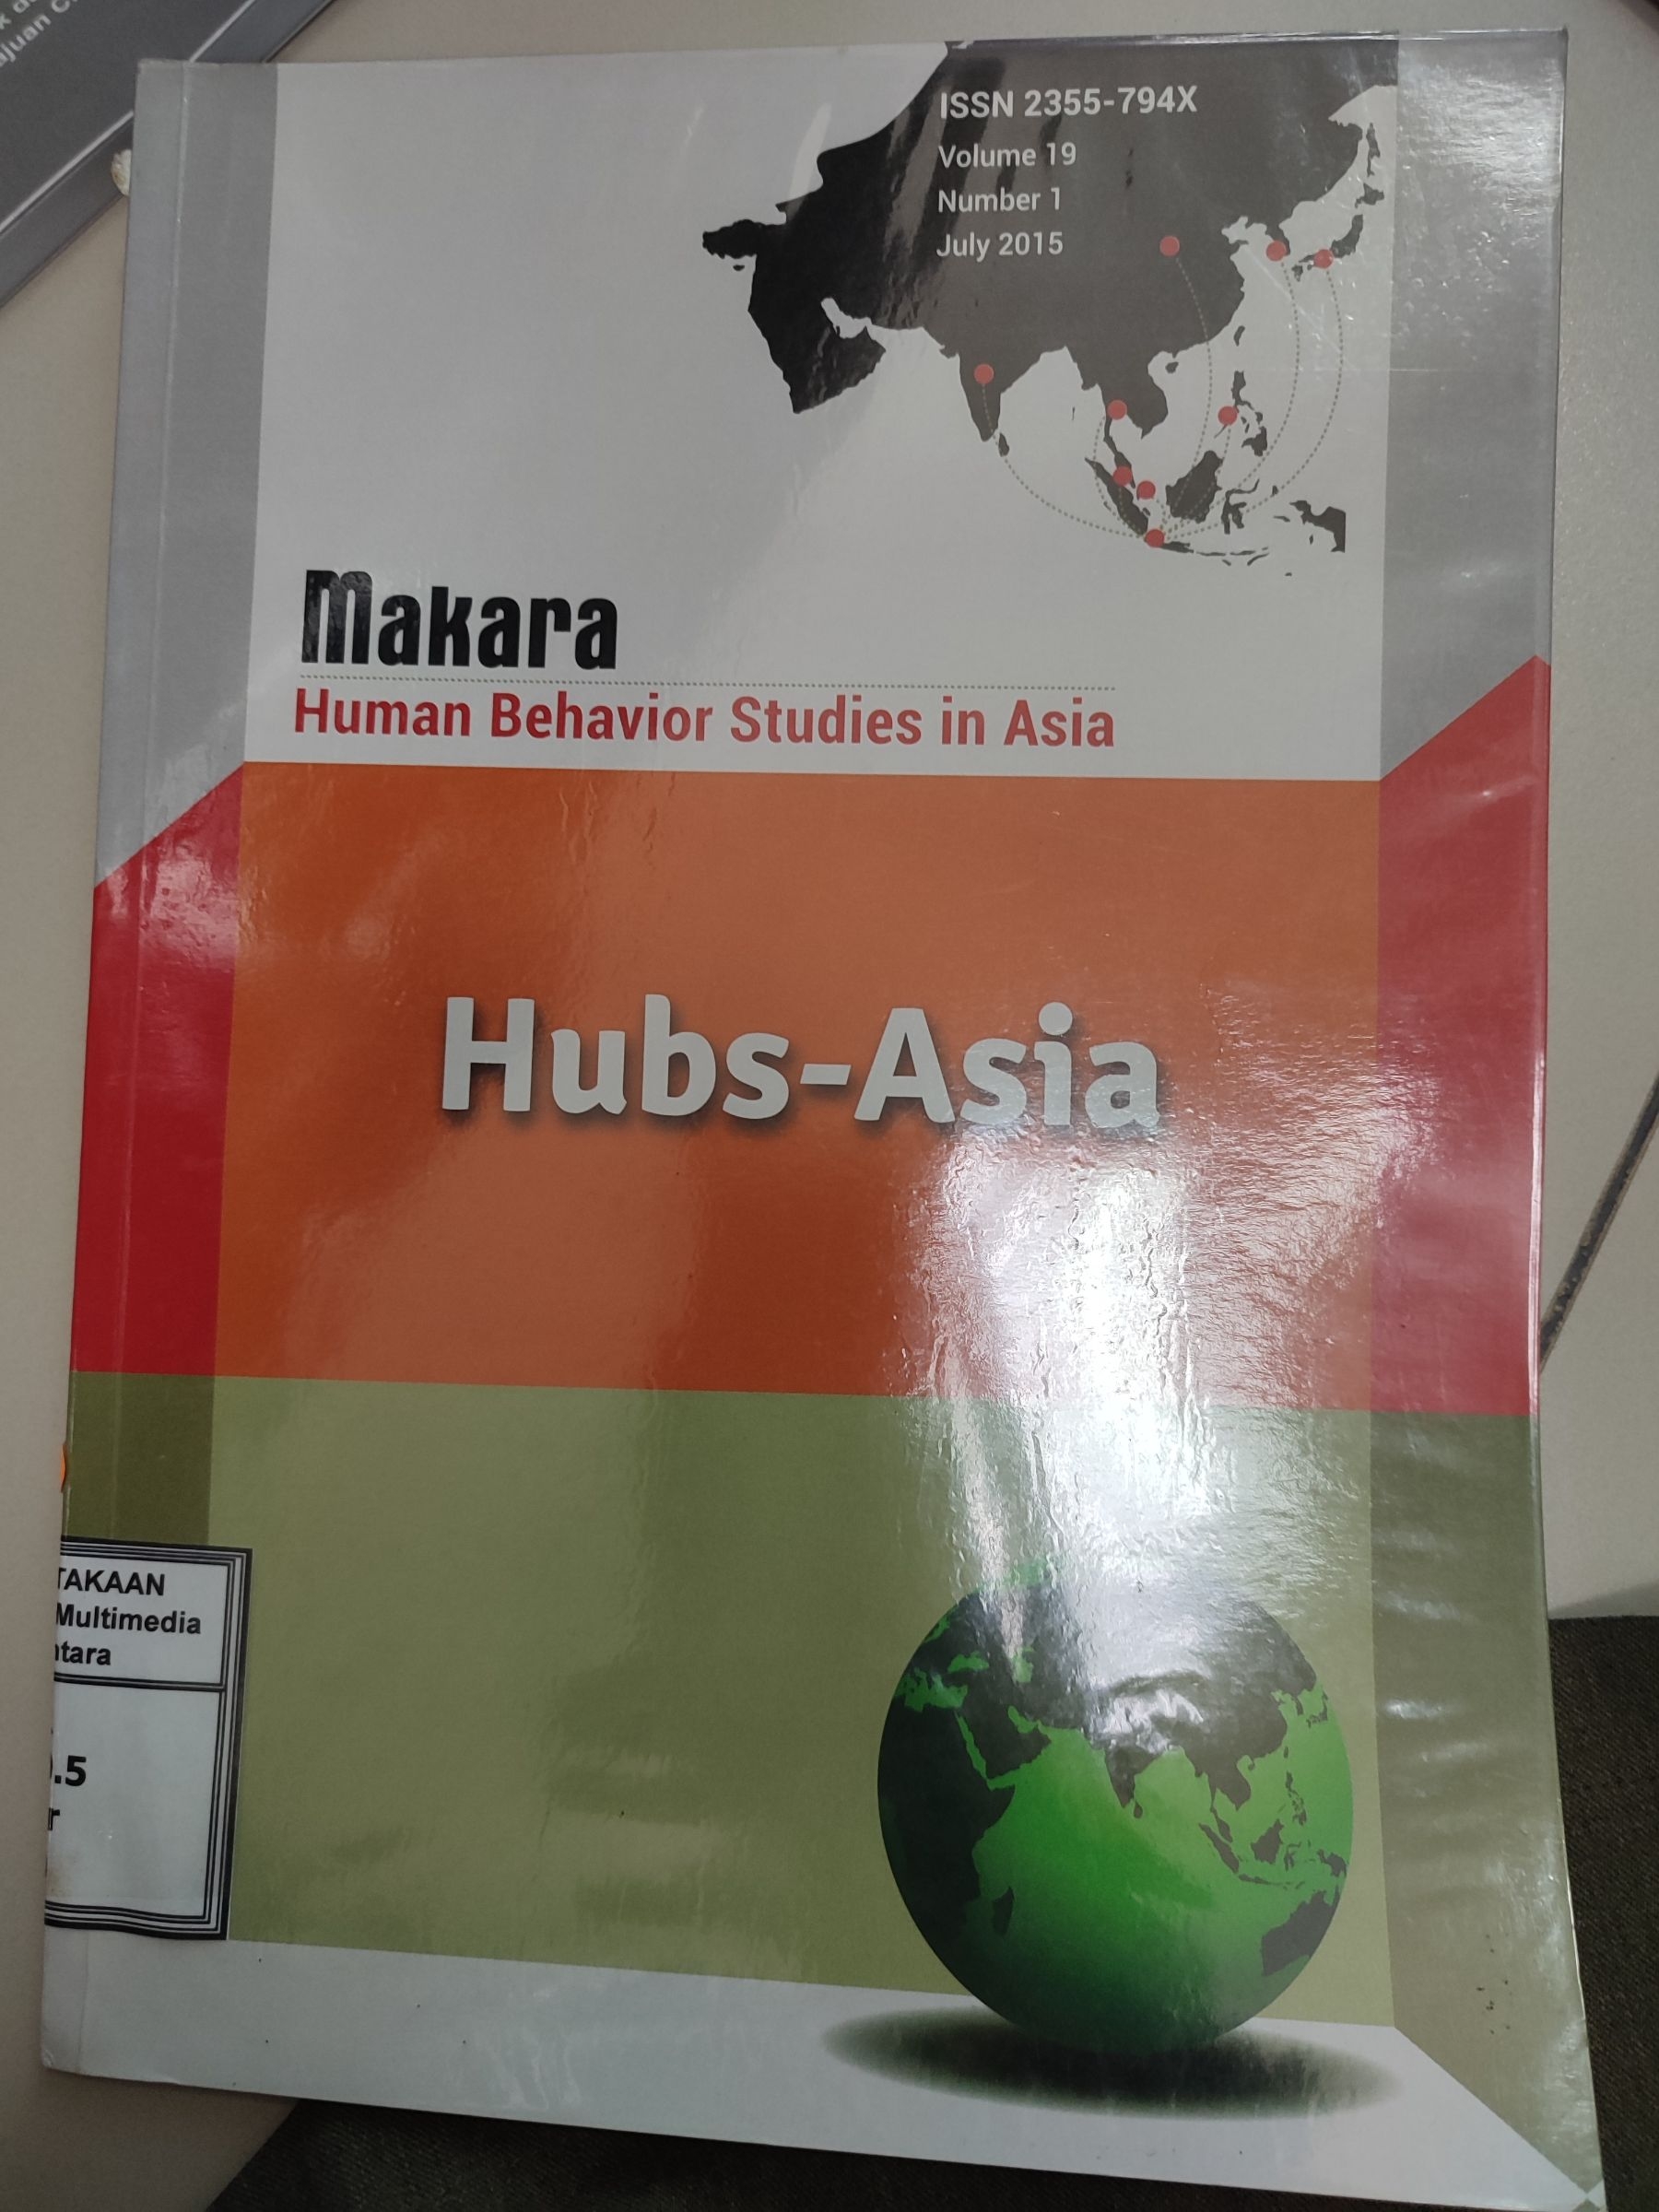 ISSN 2355-794X
Volume 19
Number 1
July 2015
Makara
Human Behavior Studies in Asia
Hubs-Asia
TAKAAN
Multimedia
ntara
.5
r